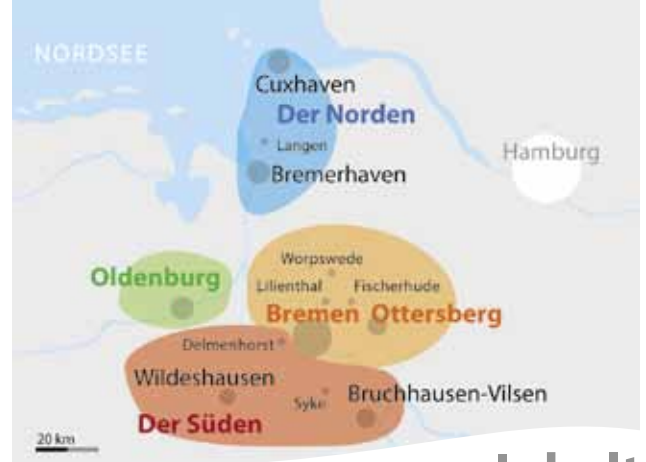 NORDSEE
Cuxhaven
Der Norden
Langen
Hamburg
Bremerhaven
Worpswede
Oldenburg
Lilienthal Fischerhude
Bremen Ottersberg
Delmenhorst
Wildeshausen
Bruchhausen-Vilsen
Syke
Der Süden
20 km